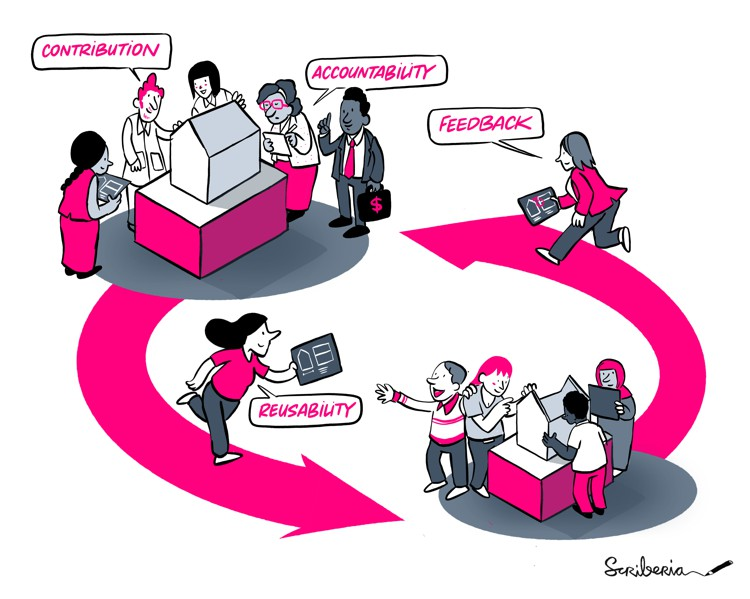 CONTRIBUTION
ACCOUNTABILITY
FEEDBACK
$
REUSABILITY
Scriberia